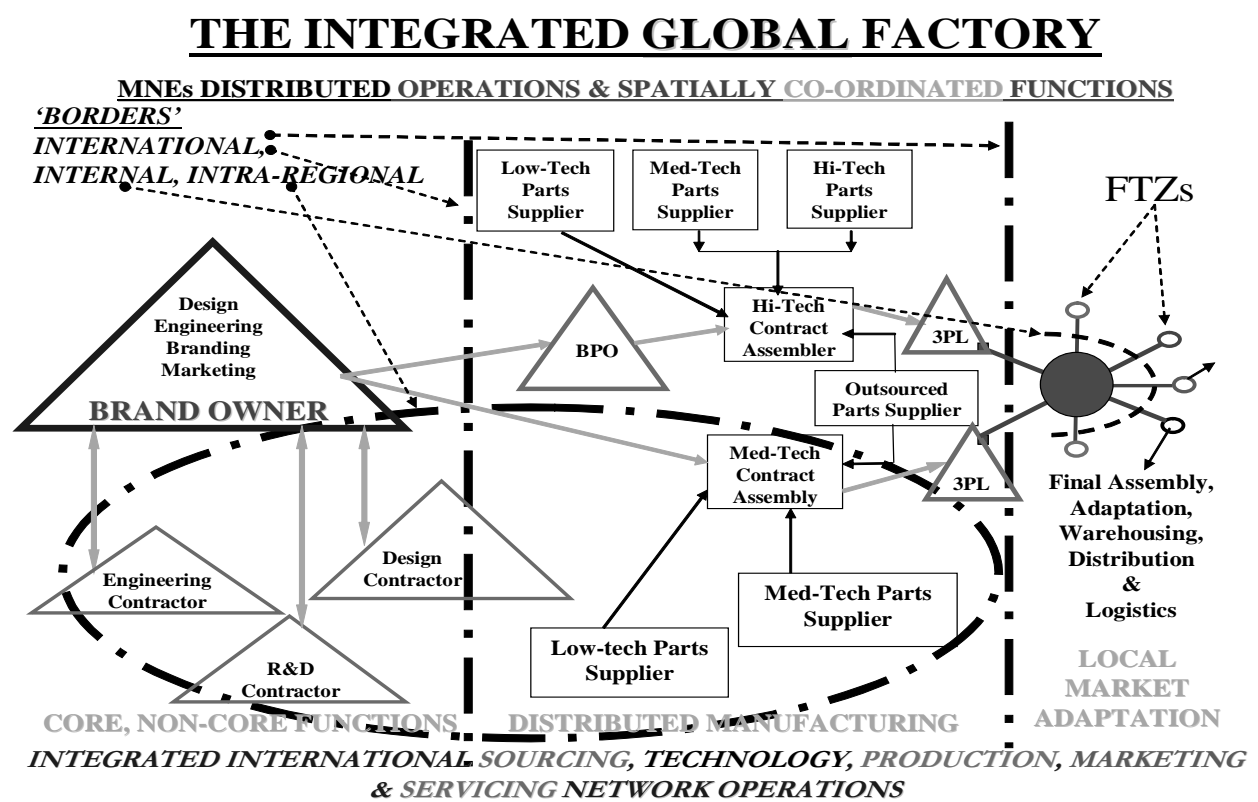 THE INTEGRATED GLOBAL FACTORY
MNEs DISTRIBUTED OPERATIONS & SPATIALLY CO-ORDINATED FUNCTIONS
‘BORDERS’
INTERNATIONAL,
INTERNAL, INTRA-REGIONAL
Low-Tech
Parts
Supplier
Med-Tech
Parts
Supplier
Hi-Tech
Parts
Supplier
FTZs
Design
Engineering
Branding
Marketing
BRAND OWNER
BPO
Hi-Tech
Contract
Assembler
3PL
Outsourced
Parts Supplier
Med-Tech
Contract
Assembly
3PL
Final Assembly,
Adaptation,
Warehousing,
Distribution
&
Logistics
Engineering
Contractor
Design
Contractor
R&D
Contractor
Med-Tech Parts
Supplier
Low-tech Parts
Supplier
LOCAL
MARKET
ADAPTATION
CORE, NON-CORE FUNCTIONS
DISTRIBUTED MANUFACTURING
INTEGRATED INTERNATIONAL SOURCING, TECHNOLOGY, PRODUCTION, MARKETING
& SERVICING NETWORK OPERATIONS